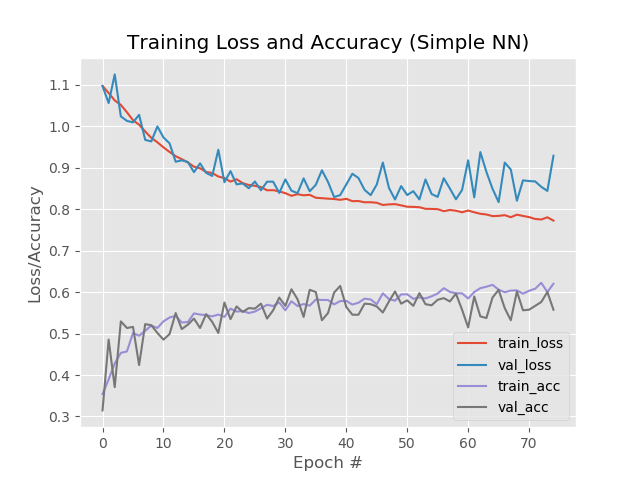 Training Loss and Accuracy (Simple NN)
1.1
1.0
0.9
0.8
0.7
0.6
0.5
0.4
0.3
Loss/Accuracy
train_loss
val_loss
train_acc
val_acc
0 10 20 30 40 50 60 70
Epoch #